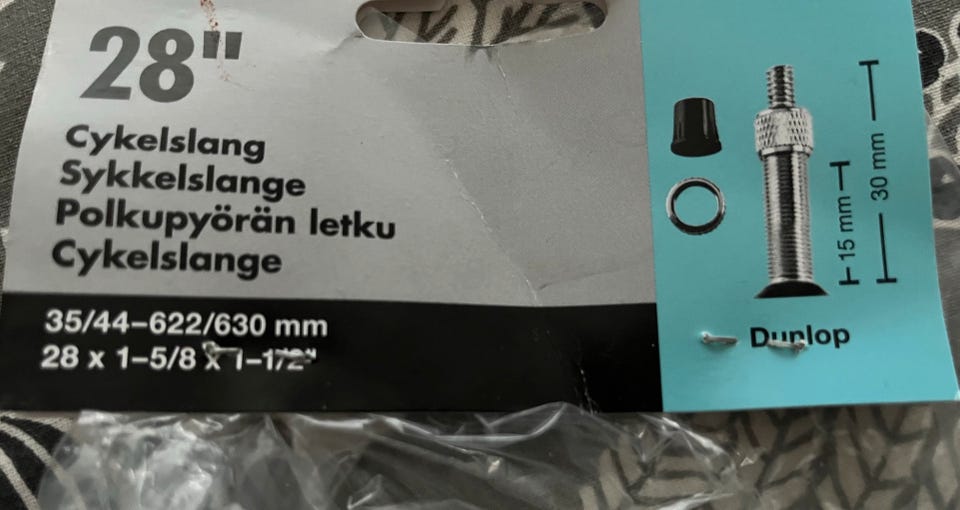 28"
Cykelslang
Sykkelslange
Polkupyörän letku
Cykelslange
35/44–622/630 mm
28 x 1–5/8 x 1–1/2"
15 mm
30 mm
Dunlop